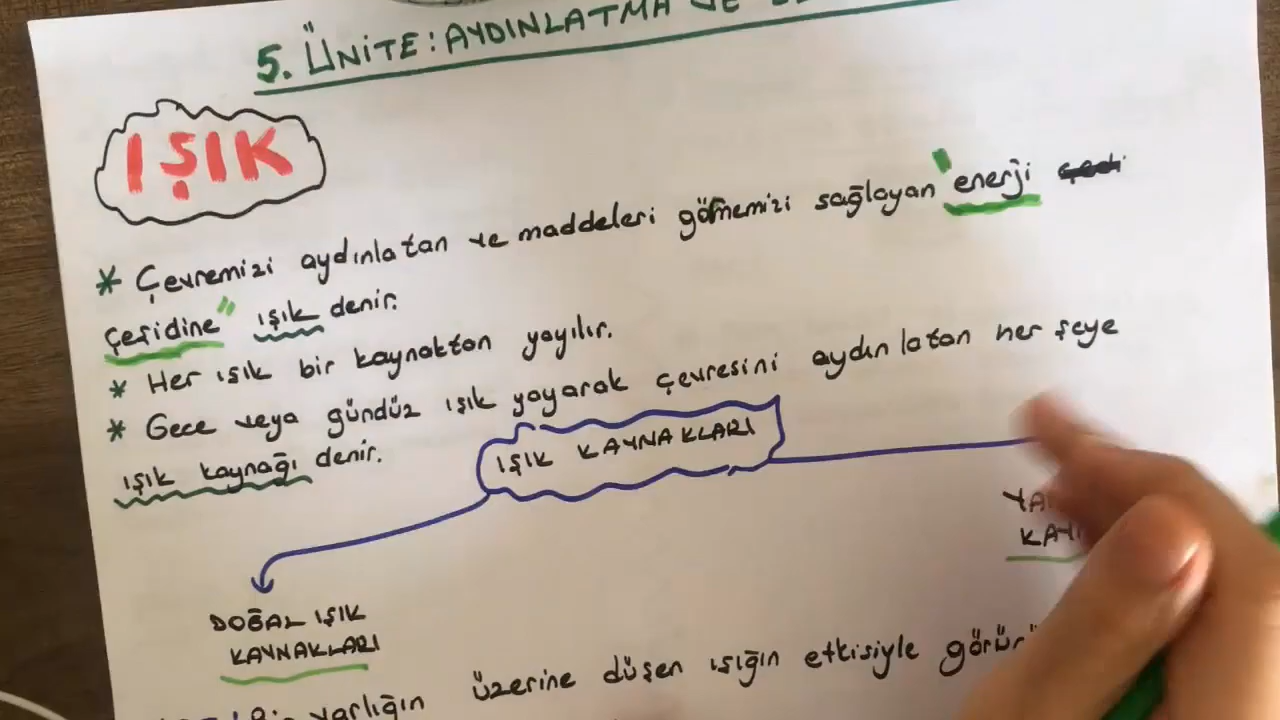 5. ÜNİTE: AYDINLATMA VE
IŞIK
* Çevremizi aydınlatan ve maddeleri görmemizi sağlayan "enerji
çeşidine" ışık denir.
* Her ışık bir kaynaktan yayılır.
* Gece veya gündüz ışık yayarak çevresini aydınlatan her şeye
ışık kaynağı denir.
IŞIK KAYNAKLARI
DOĞAL IŞIK
KAYNAKLARI
Bir varlığın üzerine düşen ışığın etkisiyle